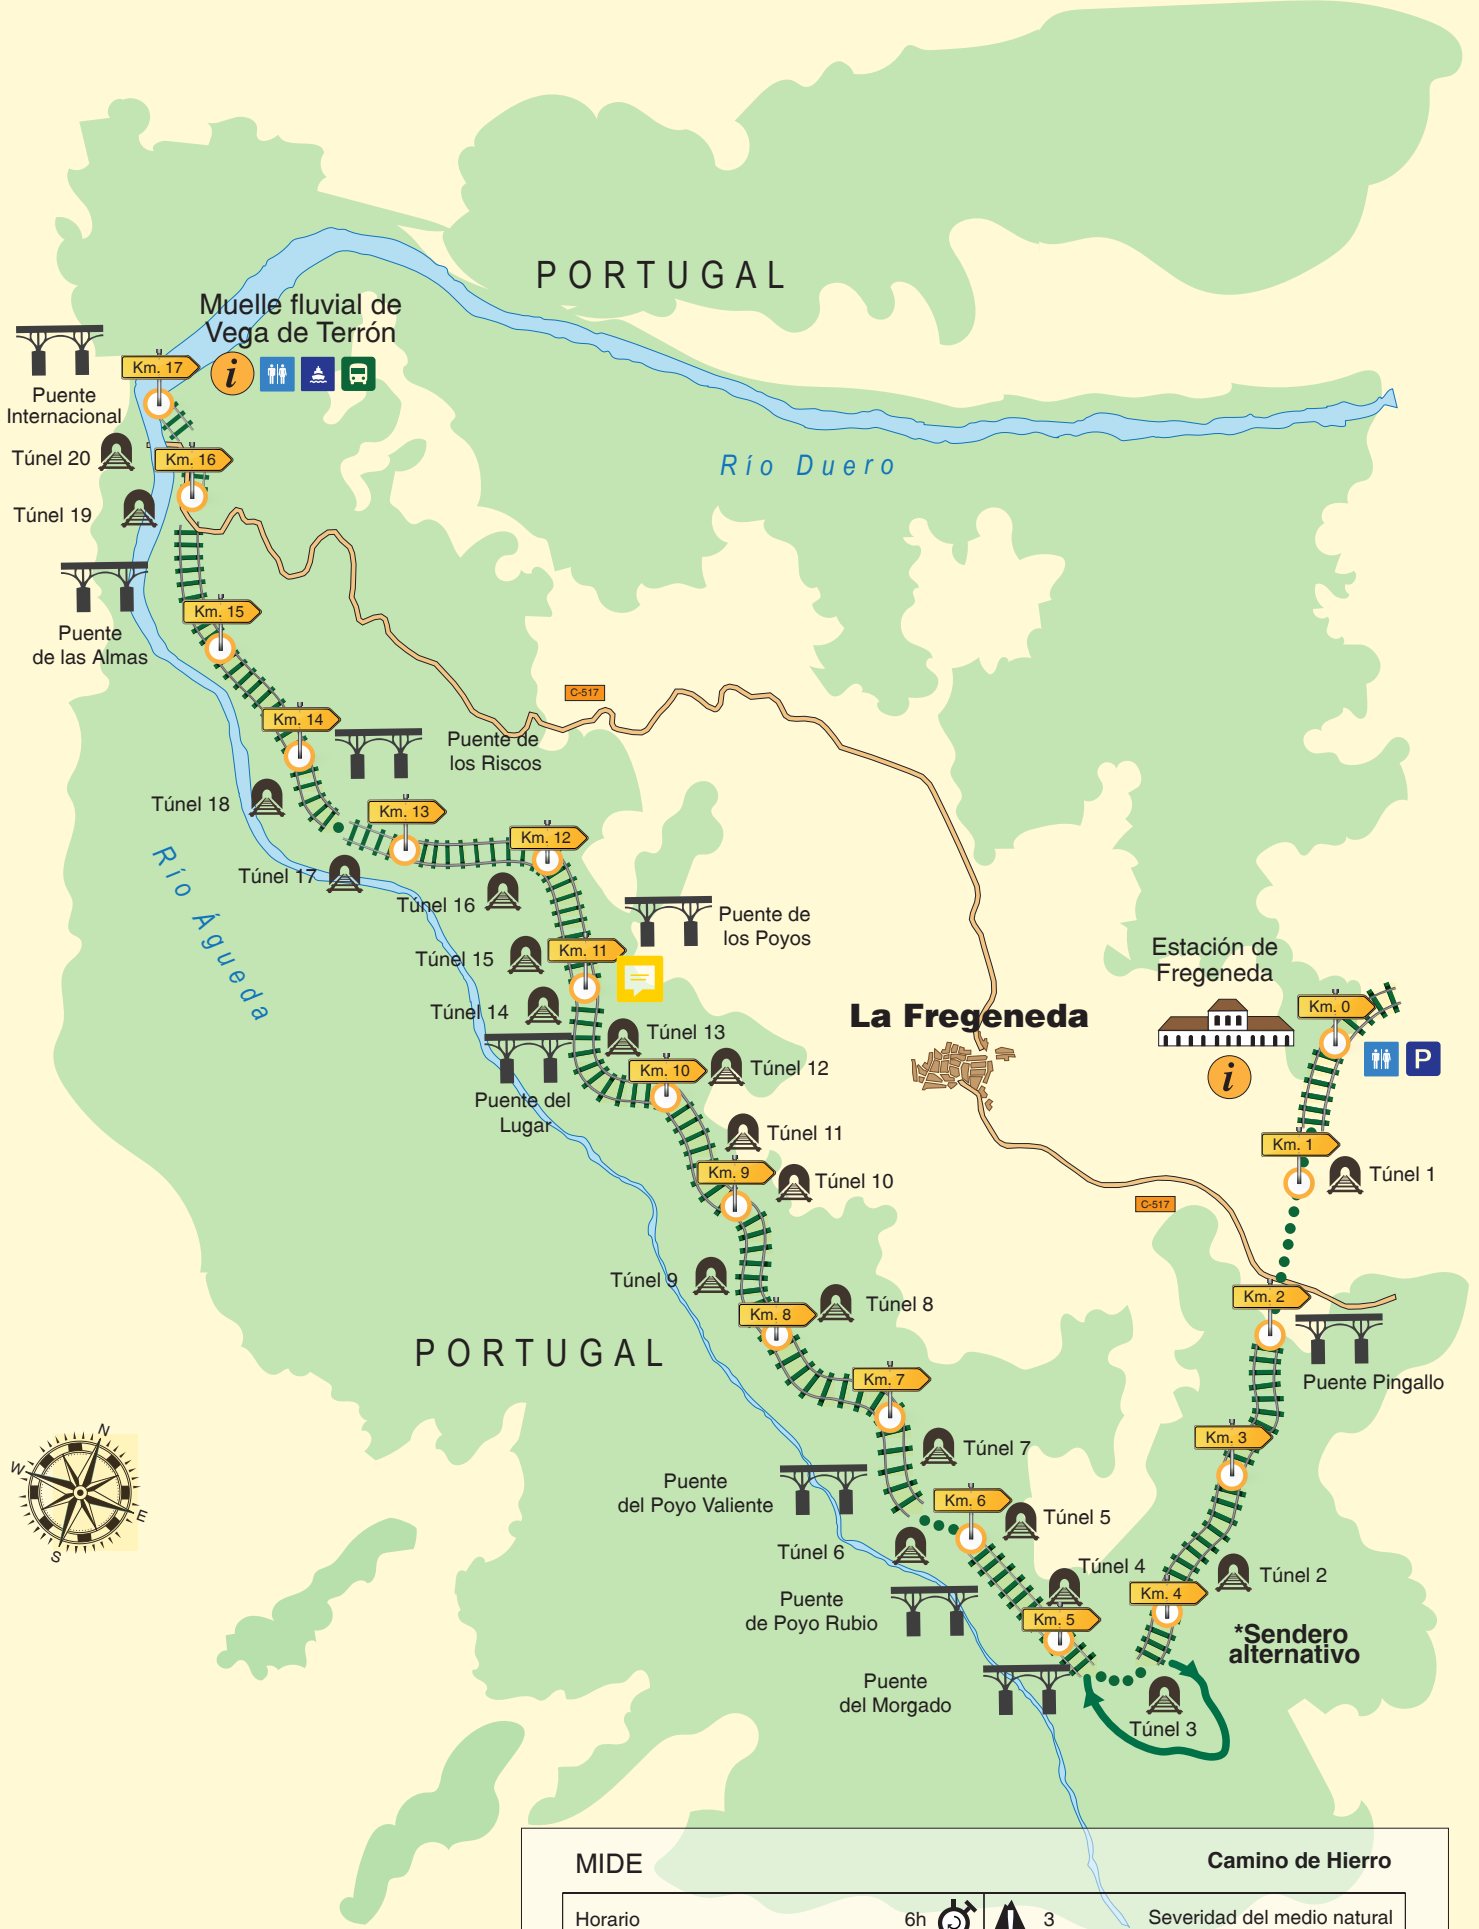 PORTUGAL
Muelle fluvial de
Vega de Terrón
i
Km. 17
Puente
Internacional
Túnel 20
Km. 16
Río Duero
Túnel 19
Km. 15
Puente
de las Almas
C-517
Km. 14
Puente de
los Riscos
Túnel 18
Km. 13
Km. 12
Túnel 17
Túnel 16
Río Águeda
Puente de
los Poyos
Túnel 15
Km. 11
Estación de
Fregeneda
Túnel 14
La Fregeneda
Km. 0
Túnel 13
P
i
Km. 10
Túnel 12
Puente del
Lugar
Túnel 11
Km. 1
Km. 9
Túnel 10
Túnel 1
C-517
Túnel 9
Túnel 8
Km. 2
Km. 8
PORTUGAL
Km. 7
Puente Pingallo
N
W
E
S
Km. 3
Túnel 7
Puente
del Poyo Valiente
Km. 6
Túnel 5
Túnel 6
Túnel 4
Túnel 2
Km. 4
Puente
de Poyo Rubio
Km. 5
*Sendero
alternativo
Puente
del Morgado
Túnel 3
MIDE
Camino de Hierro
Horario 6h
3 Severidad del medio natural